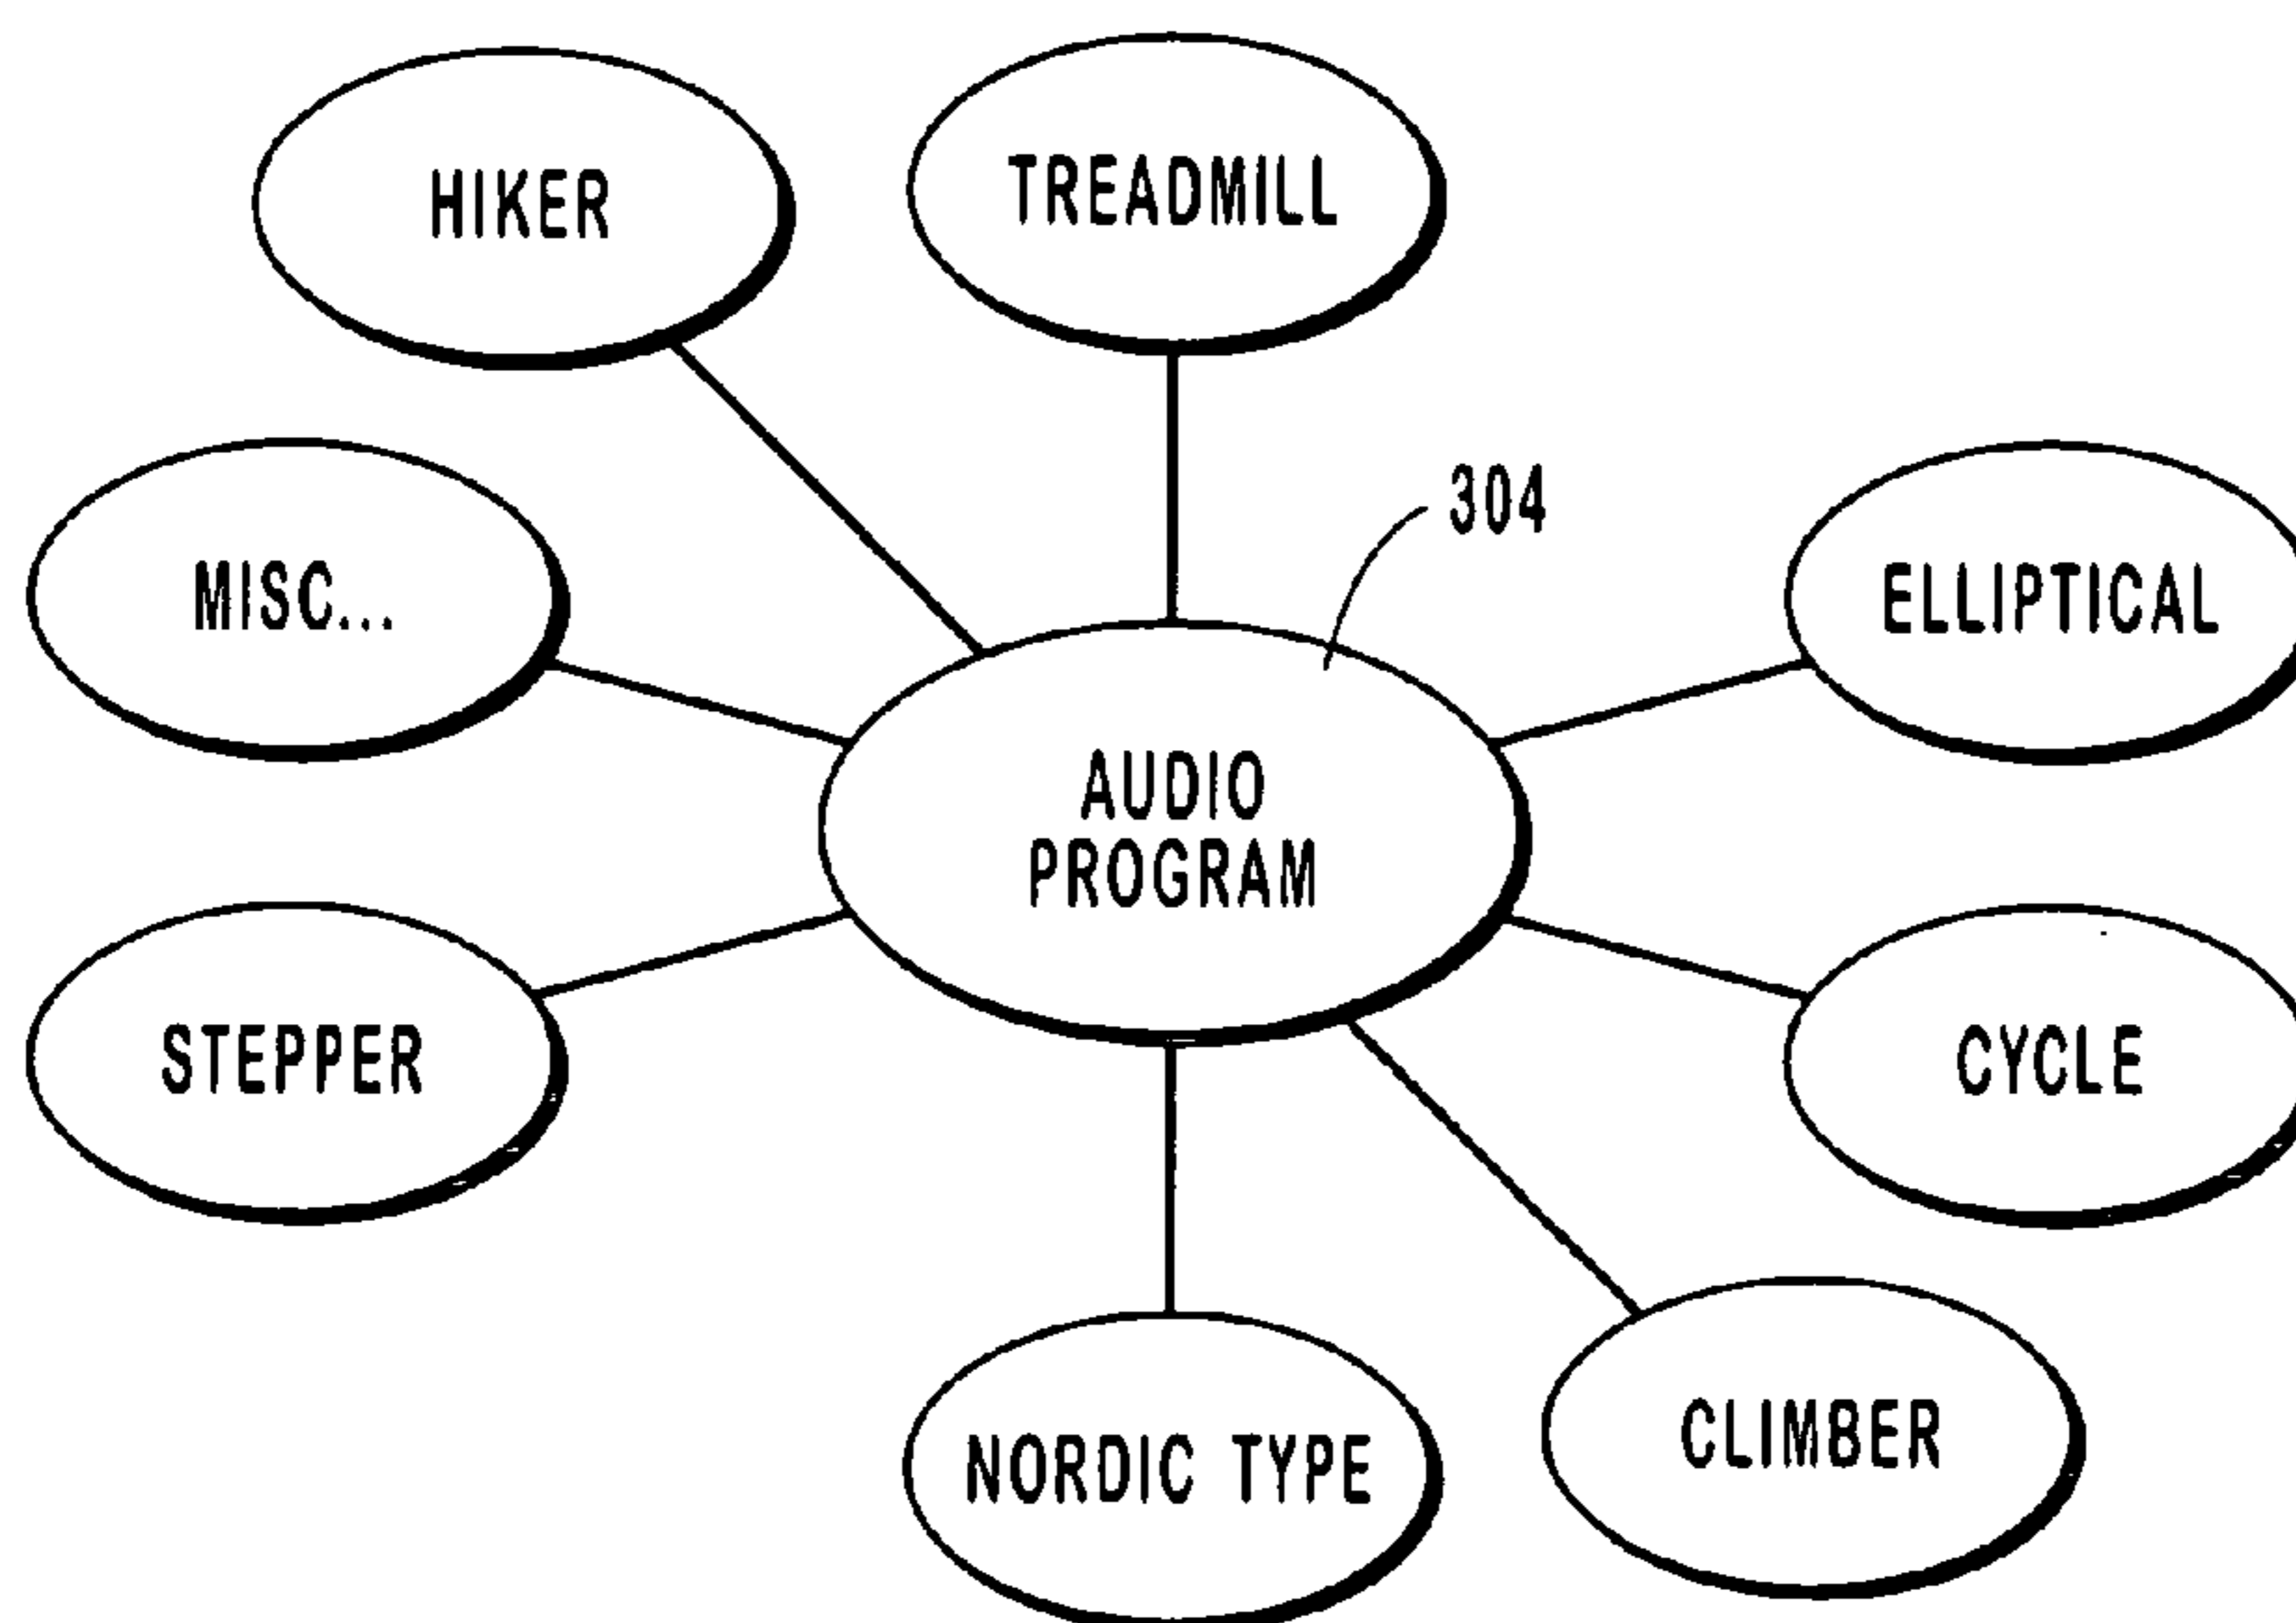 HIKER
TREADMILL
304
MISC...
ELLIPTICAL
AUDIO
PROGRAM
STEPPER
CYCLE
NORDIC TYPE
CLIMBER